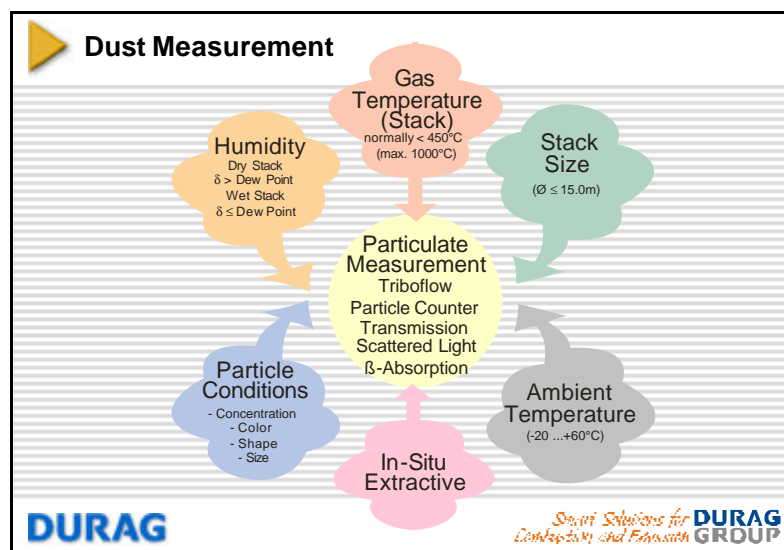 Dust Measurement
Gas
Temperature
(Stack)
normally < 450°C
(max. 1000°C)
Humidity
Dry Stack
δ > Dew Point
Wet Stack
δ ≤ Dew Point
Stack
Size
(Ø ≤ 15.0m)
Particulate
Measurement
Triboflow
Particle Counter
Transmission
Scattered Light
ß-Absorption
Particle
Conditions
- Concentration
- Color
- Shape
- Size
Ambient
Temperature
(-20 ...+60°C)
In-Situ
Extractive
DURAG
Smart Solutions for
Combustion and Emission
DURAG
GROUP